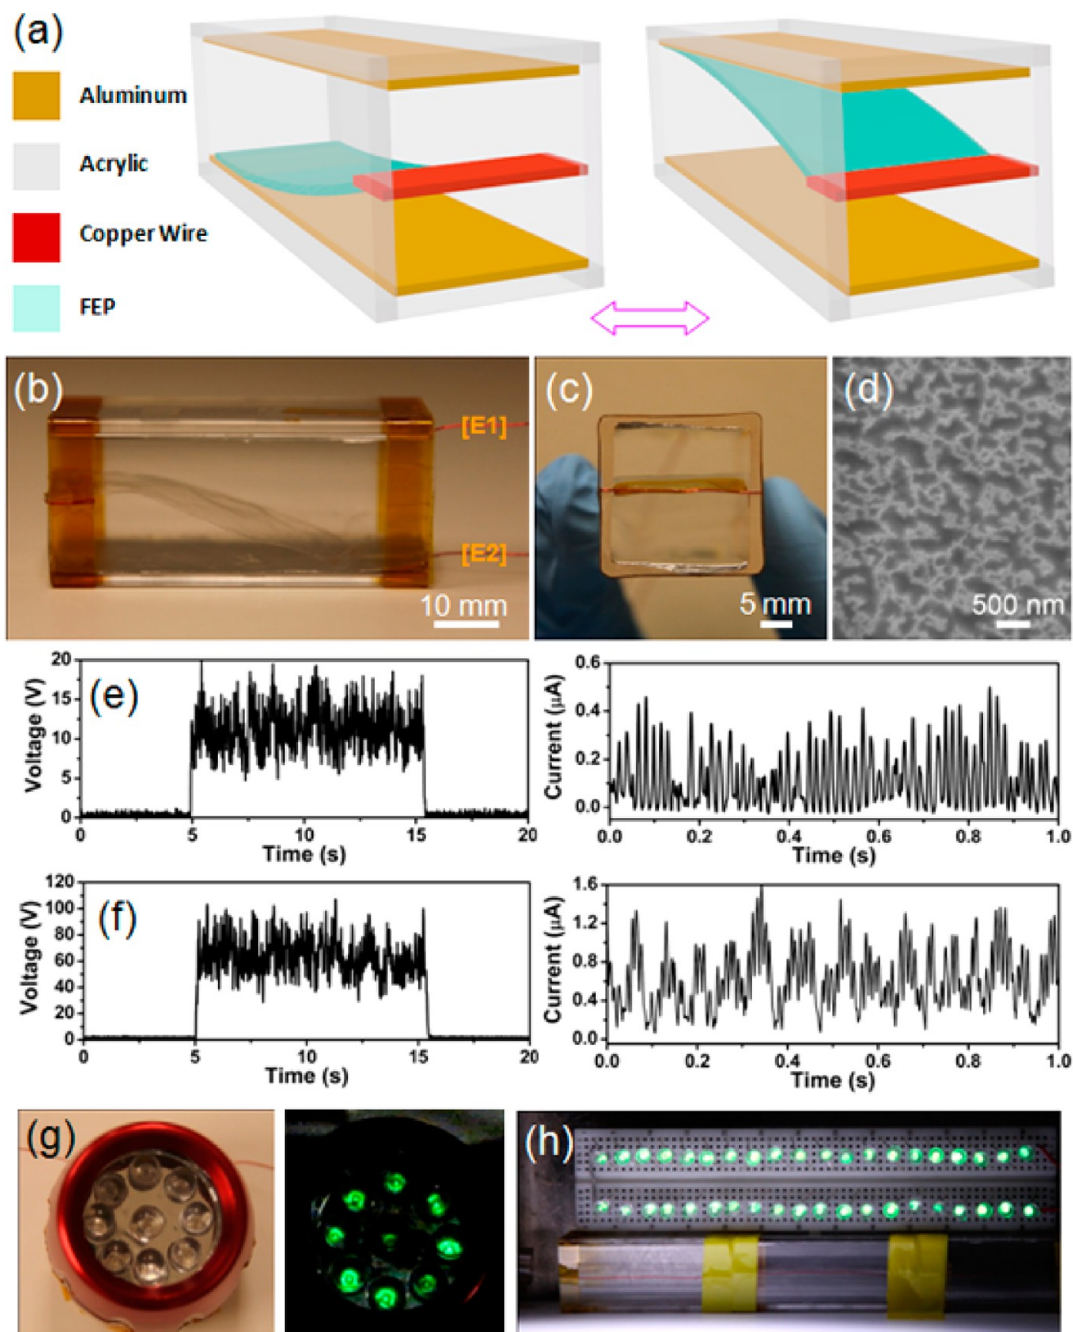 (a)
Aluminum
Acrylic
Copper Wire
FEP
(b)
[E1]
[E2]
10 mm
(c)
5 mm
(d)
500 nm
(e)
Voltage (V)
20
15
10
5
0
0 5 10 15 20
Time (s)
Current (μA)
0.6
0.4
0.2
0.0
0.0 0.2 0.4 0.6 0.8 1.0
Time (s)
(f)
Voltage (V)
120
100
80
60
40
20
0
0 5 10 15 20
Time (s)
Current (μA)
1.6
1.2
0.8
0.4
0.0
0.0 0.2 0.4 0.6 0.8 1.0
Time (s)
(g)
(h)